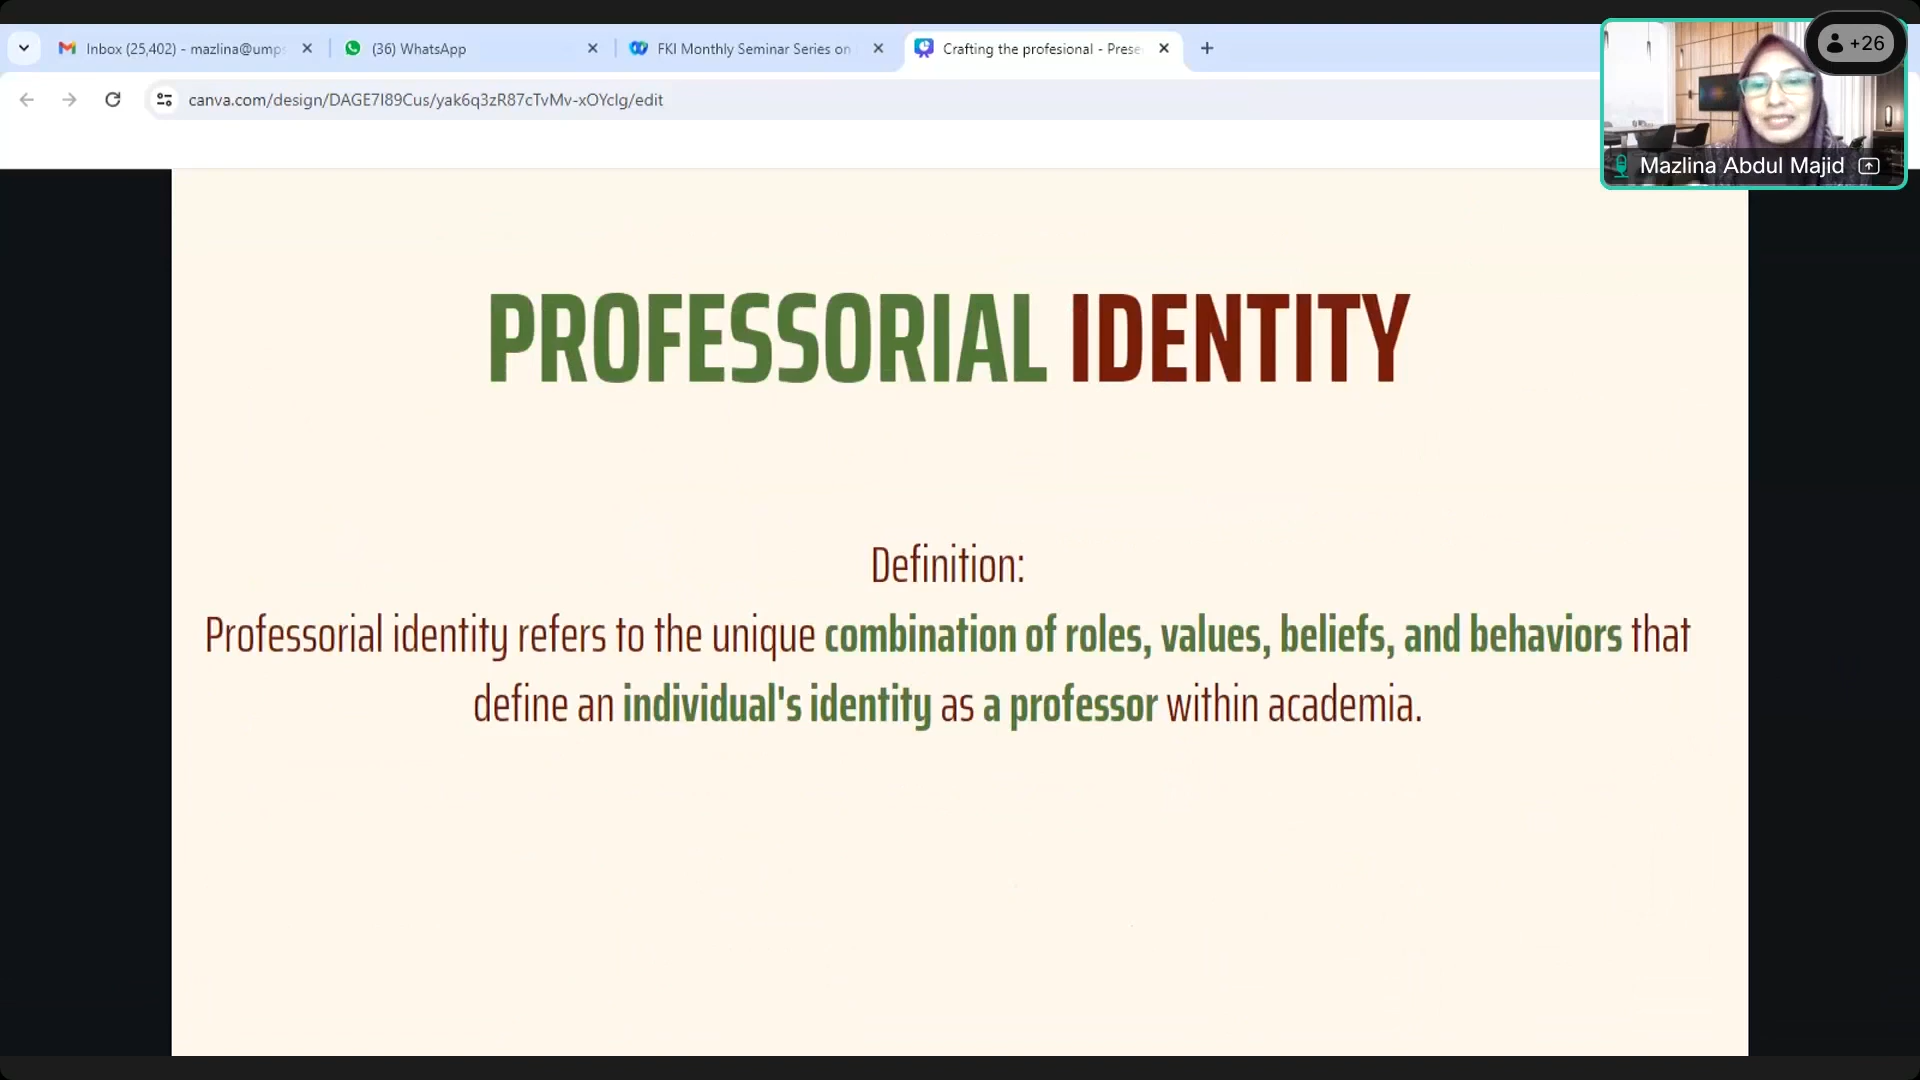 Inbox (25,402) - mazlina@umps
(36) WhatsApp
FKI Monthly Seminar Series on
Crafting the profesional - Prese
+26
canva.com/design/DAGE7I89Cus/yak6q3zR87cTvMv-xOYcIg/edit
Mazlina Abdul Majid
PROFESSORIAL IDENTITY
Definition:
Professorial identity refers to the unique combination of roles, values, beliefs, and behaviors that
define an individual's identity as a professor within academia.